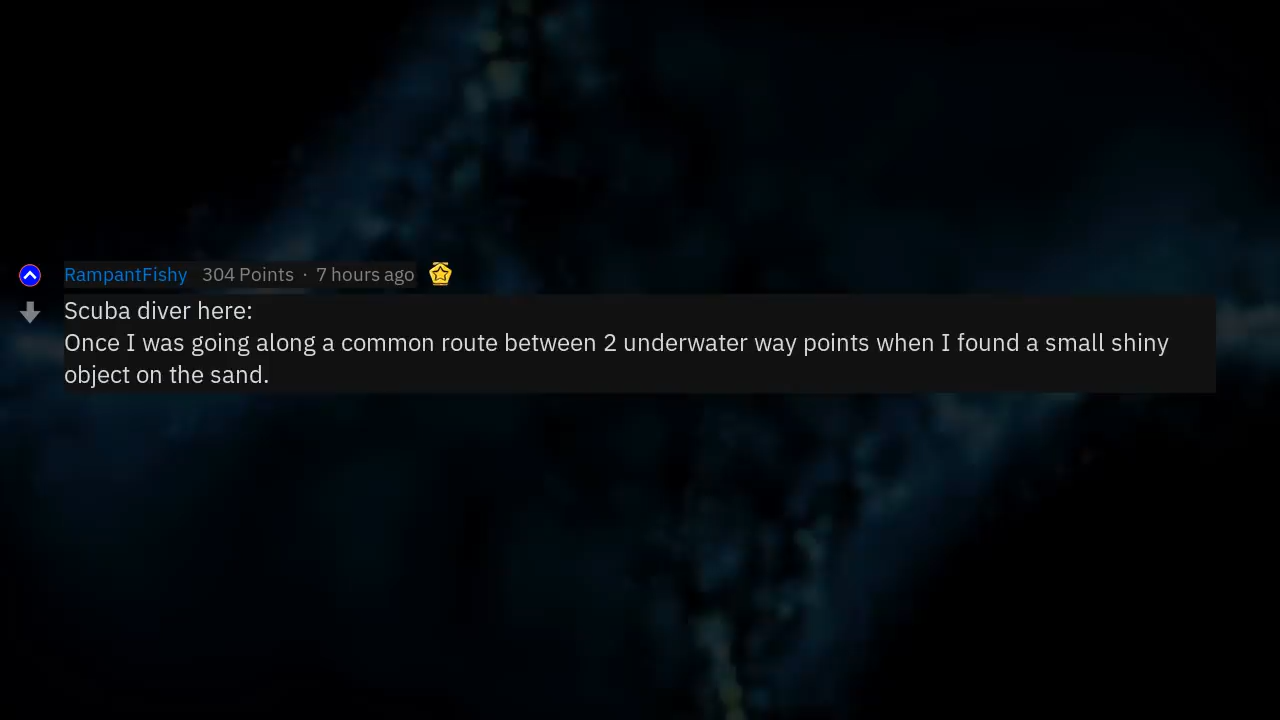 RampantFishy 304 Points · 7 hours ago
Scuba diver here:
Once I was going along a common route between 2 underwater way points when I found a small shiny
object on the sand.